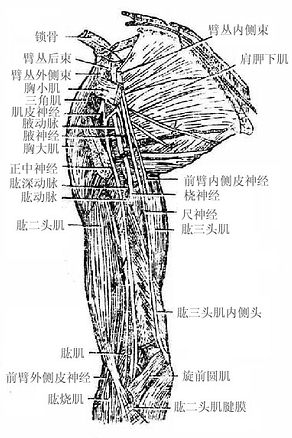 锁骨
臂丛后束
臂丛外侧束
胸小肌
三角肌
肌皮神经
腋动脉
腋神经
胸大肌
正中神经
肱深动脉
肱动脉
肱二头肌
肱肌
前臂外侧皮神经
肱烧肌
臂丛内侧束
肩胛下肌
前臂内侧皮神经
桡神经
尺神经
肱三头肌
肱三头肌内侧头
旋前圆肌
肱二头肌腱膜